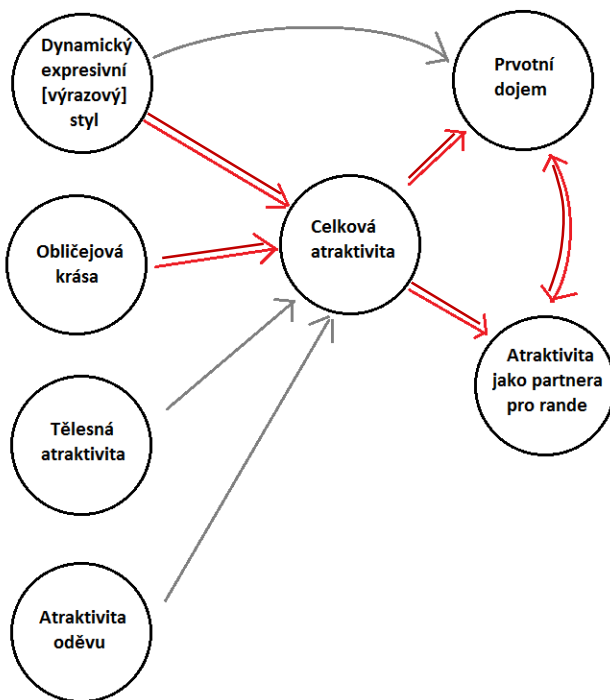 Dynamický
expresivní
[výrazový]
styl
Prvotní
dojem
Obličejová
krása
Celková
atraktivita
Tělesná
atraktivita
Atraktivita
jako partnera
pro rande
Atraktivita
oděvu